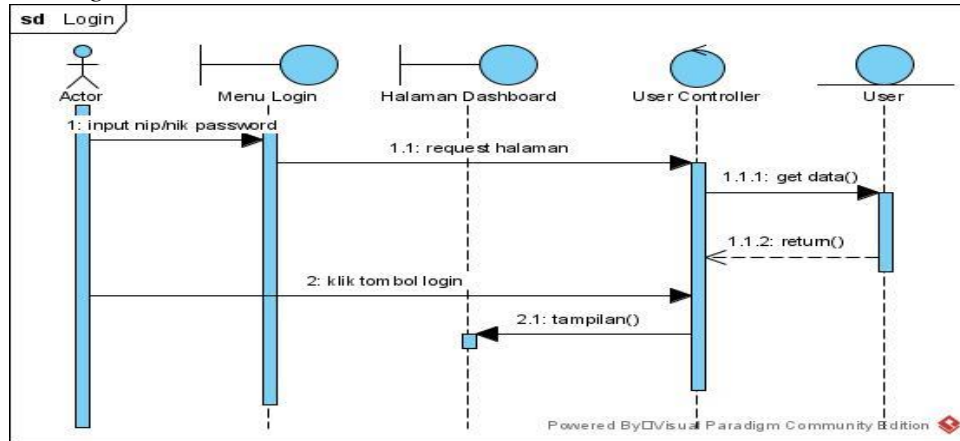 sd Login
Actor
Menu Login
Halaman Dashboard
User Controller
User
1: input nip/nik password
1.1: request halaman
1.1.1: get data()
1.1.2: return()
2: klik tombol login
2.1: tampilan()
Powered By□Visual Paradigm Community Edition